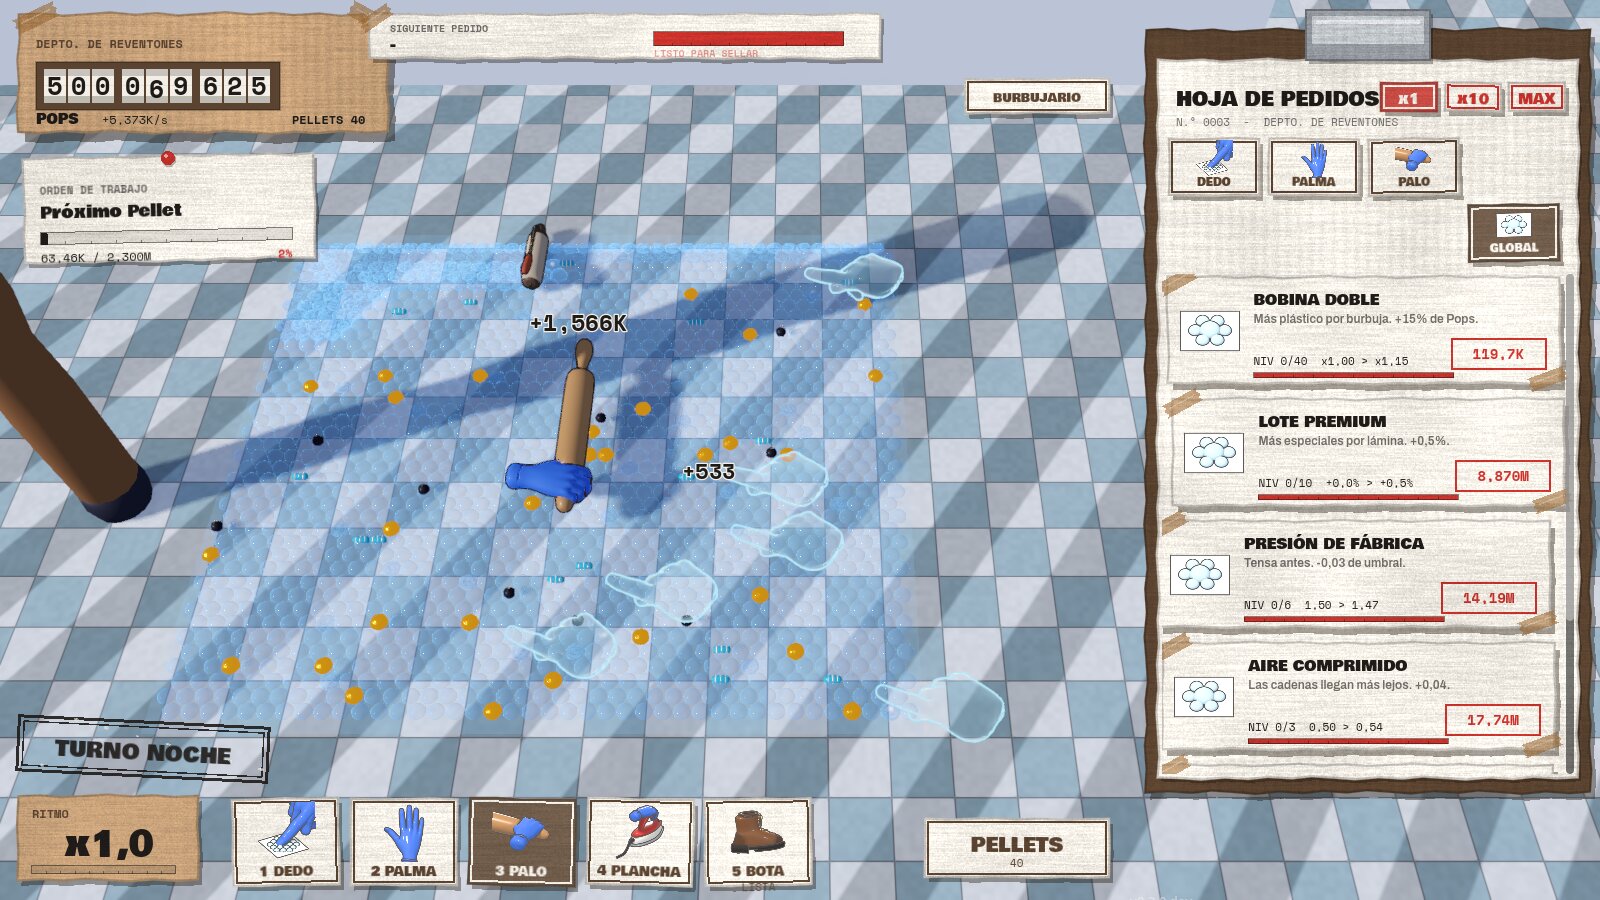 DEPTO. DE REVENTONES
500 069 625
POPS +5,373K/s PELLETS 40
SIGUIENTE PEDIDO
-
LISTO PARA SELLAR
ORDEN DE TRABAJO
Próximo Pellet
63,46K / 2,300M 2%
BURBUJARIO
HOJA DE PEDIDOS x1 x10 MAX
N.° 0003 - DEPTO. DE REVENTONES
DEDO PALMA PALO
GLOBAL
BOBINA DOBLE
Más plástico por burbuja. +15% de Pops.
NIV 0/40 x1,00 > x1,15 119,7K
LOTE PREMIUM
Más especiales por lámina. +0,5%.
NIV 0/10 +0,0% > +0,5% 8,870M
PRESIÓN DE FÁBRICA
Tensa antes. -0,03 de umbral.
NIV 0/6 1,50 > 1,47 14,19M
AIRE COMPRIMIDO
Las cadenas llegan más lejos. +0,04.
NIV 0/3 0,50 > 0,54 17,74M
+1,566K
+533
TURNO NOCHE
RITMO
x1,0
1 DEDO 2 PALMA 3 PALO 4 PLANCHA 5 BOTA
LISTA
PELLETS
40